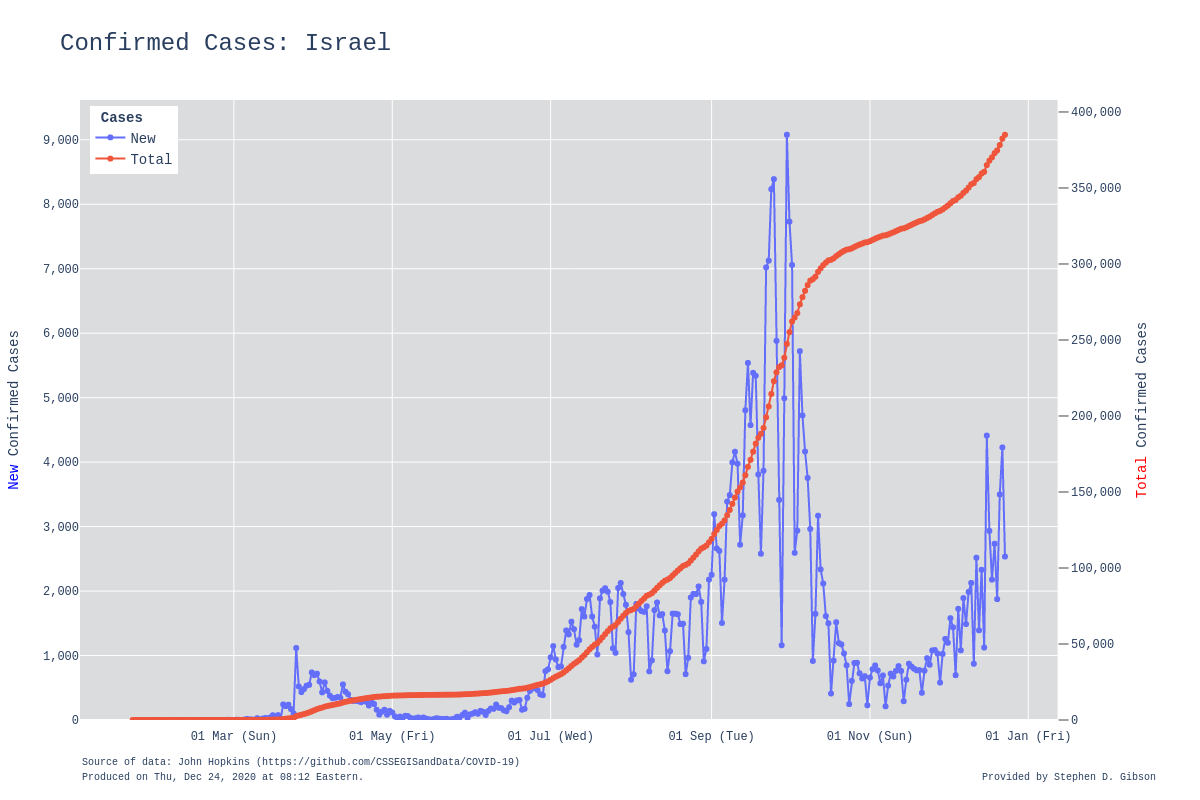 Confirmed Cases: Israel
Cases
New
Total
9,000
8,000
7,000
6,000
5,000
4,000
3,000
2,000
1,000
0
New Confirmed Cases
400,000
350,000
300,000
250,000
200,000
150,000
100,000
50,000
0
Total Confirmed Cases
01 Mar (Sun)
01 May (Fri)
01 Jul (Wed)
01 Sep (Tue)
01 Nov (Sun)
01 Jan (Fri)
Source of data: John Hopkins (https://github.com/CSSEGISandData/COVID-19)
Produced on Thu, Dec 24, 2020 at 08:12 Eastern.
Provided by Stephen D. Gibson